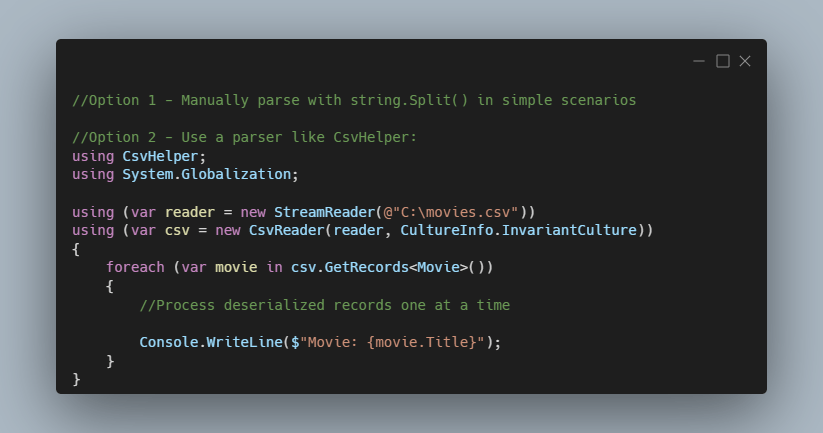 //Option 1 - Manually parse with string.Split() in simple scenarios
//Option 2 - Use a parser like CsvHelper:
using CsvHelper;
using System.Globalization;
using (var reader = new StreamReader(@"C:\movies.csv"))
using (var csv = new CsvReader(reader, CultureInfo.InvariantCulture))
{
    foreach (var movie in csv.GetRecords<Movie>())
    {
        //Process deserialized records one at a time
        Console.WriteLine($"Movie: {movie.Title}");
    }
}